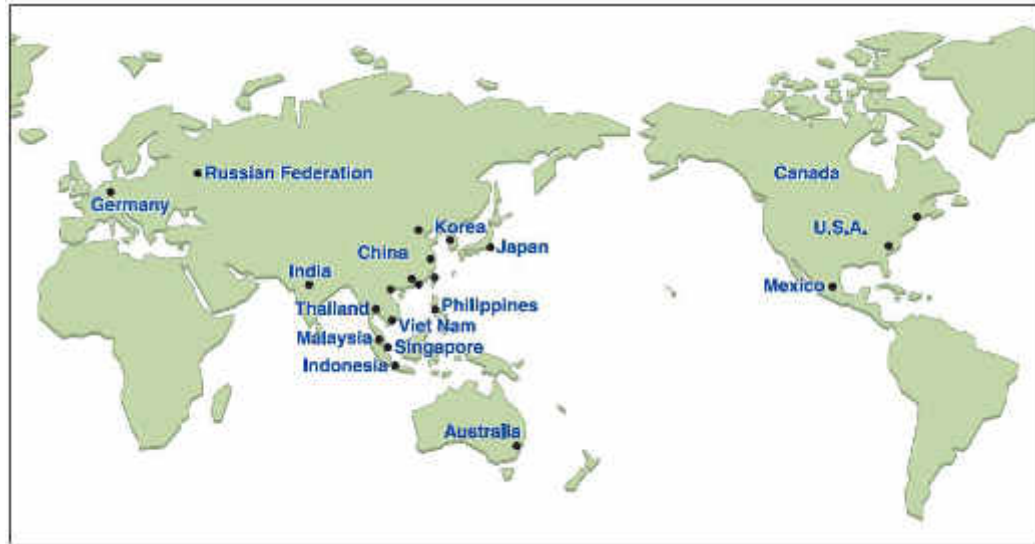 Canada
Russian Federation
Germany
U.S.A.
Korea
Japan
China
India
Mexico
Philippines
Thailand
Viet Nam
Malaysia
Singapore
Indonesia
Australia